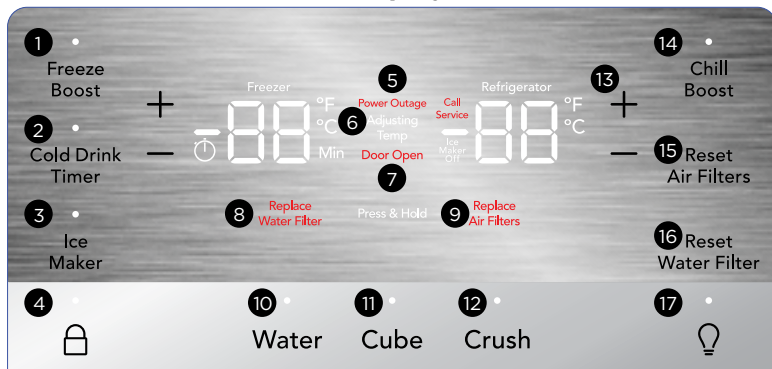 1
Freeze
Boost
2
Cold Drink
Timer
3
Ice
Maker
4
+
−
Freezer
-88
°F
°C
Min
5
Power Outage
6
Adjusting
Temp
Door Open
7
Call
Service
Refrigerator
-88
°F
°C
Ice
Maker
Off
8
Replace
Water Filter
Press & Hold
9
Replace
Air Filters
13
+
−
14
Chill
Boost
15
Reset
Air Filters
16
Reset
Water Filter
10
Water
11
Cube
12
Crush
17